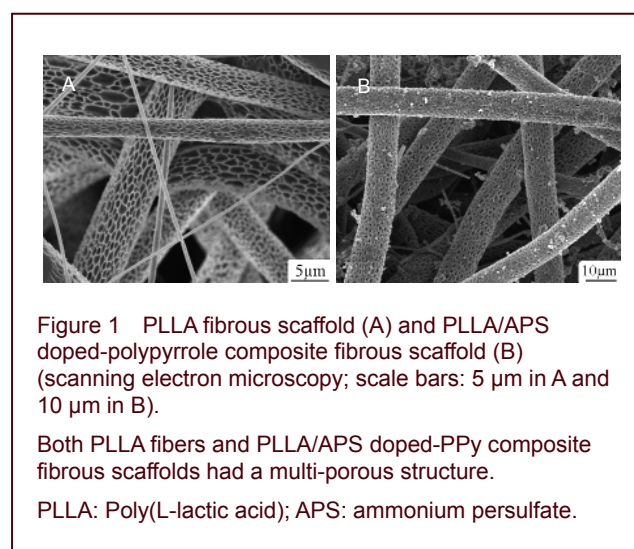 A
B
5μm
10μm
Figure 1 PLLA fibrous scaffold (A) and PLLA/APS
doped-polypyrrole composite fibrous scaffold (B)
(scanning electron microscopy; scale bars: 5 μm in A and
10 μm in B).
Both PLLA fibers and PLLA/APS doped-PPy composite
fibrous scaffolds had a multi-porous structure.
PLLA: Poly(L-lactic acid); APS: ammonium persulfate.